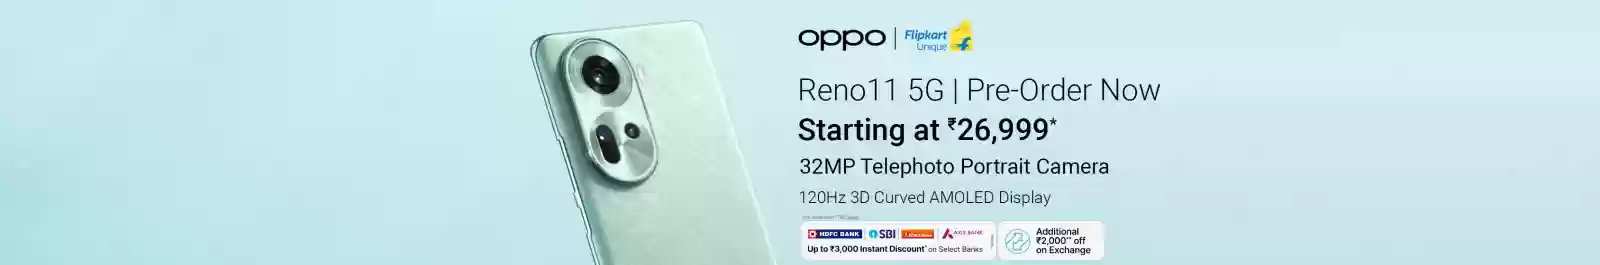 oppo | Flipkart
Unique
Reno11 5G | Pre-Order Now
Starting at ₹26,999*
32MP Telephoto Portrait Camera
120Hz 3D Curved AMOLED Display
HDFC BANK SBI AXIS BANK
Up to ₹3,000 Instant Discount* on Select Banks
Additional
₹2,000** off
on Exchange